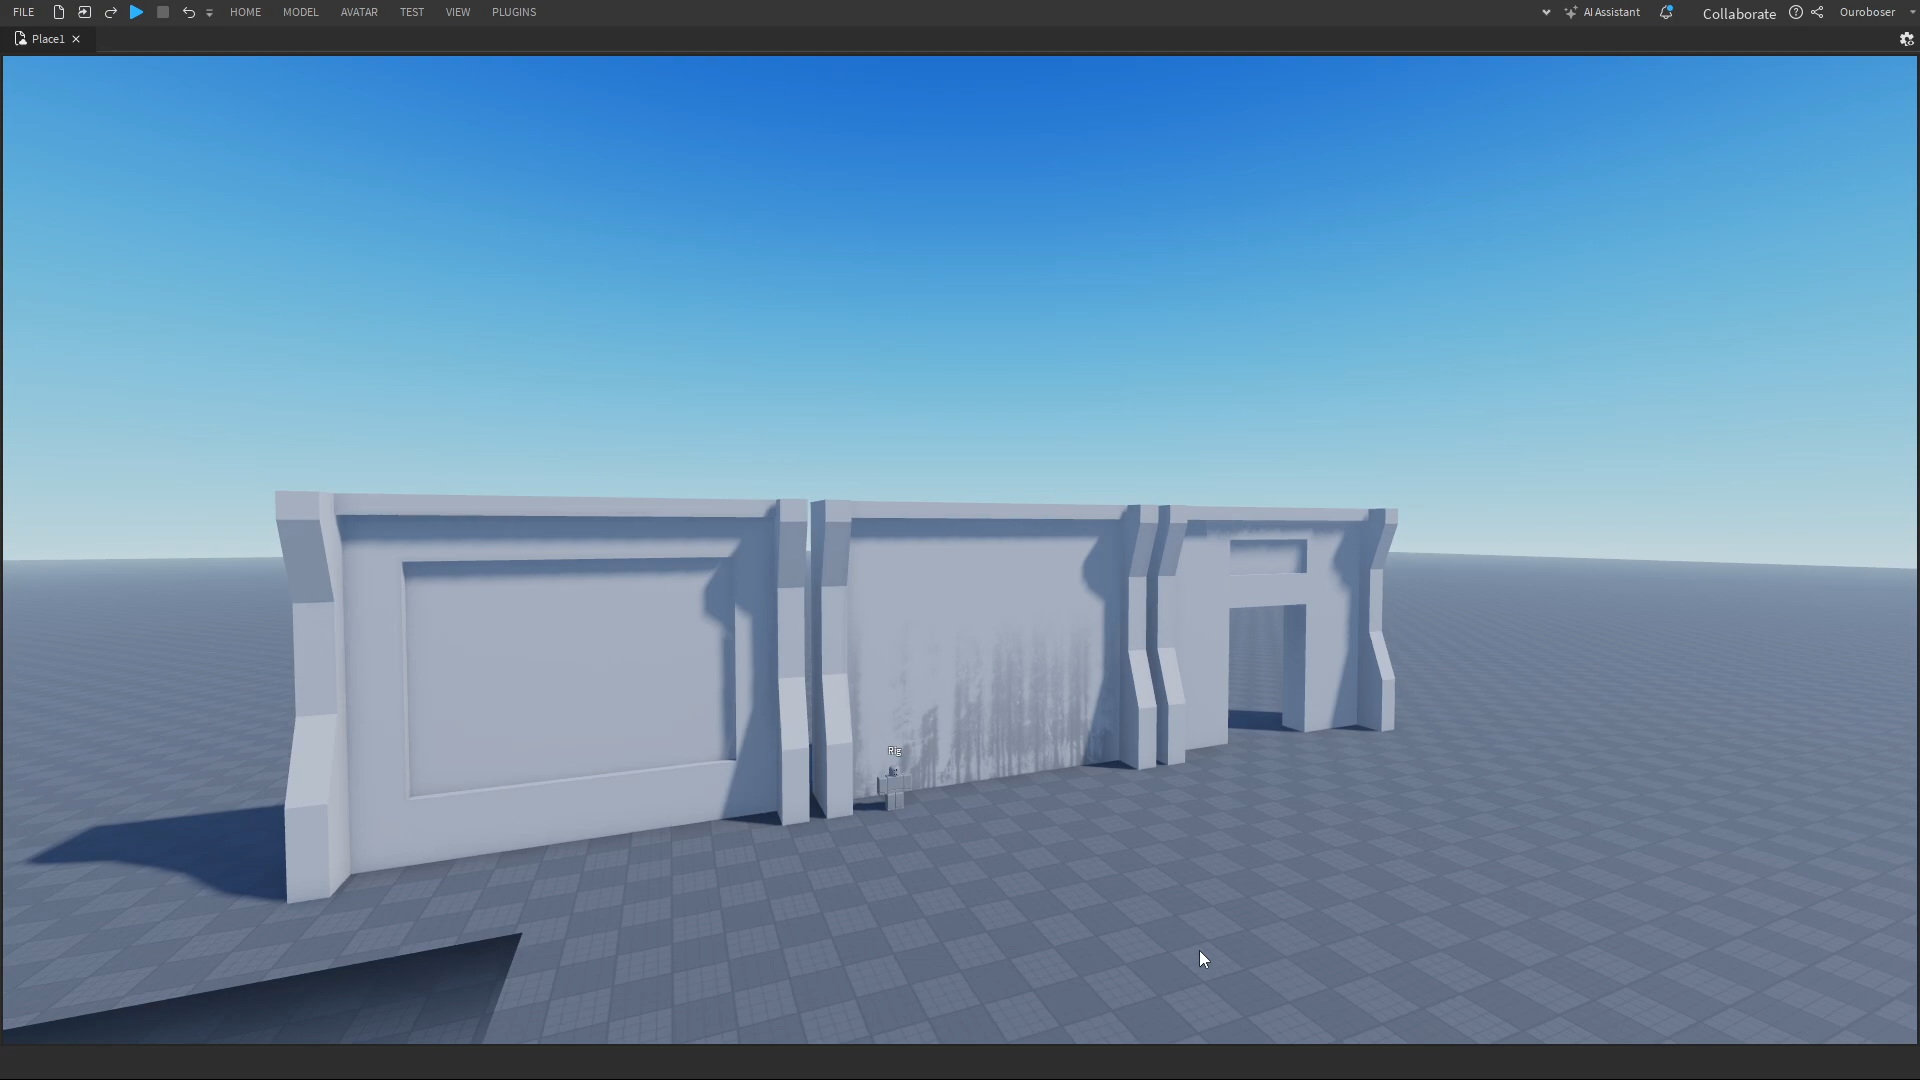 FILE HOME MODEL AVATAR TEST VIEW PLUGINS AI Assistant Collaborate Ouroboser
Place1
Rig